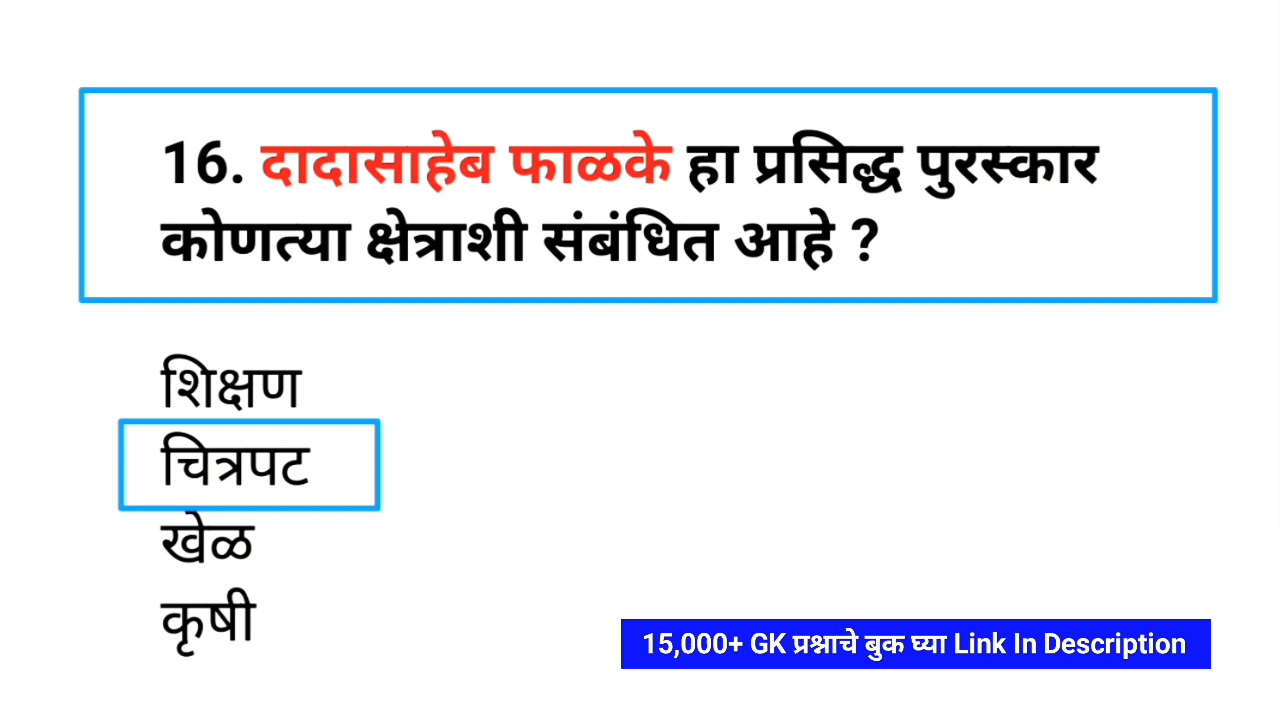 16. दादासाहेब फाळके हा प्रसिद्ध पुरस्कार
कोणत्या क्षेत्राशी संबंधित आहे ?
शिक्षण
चित्रपट
खेळ
कृषी
15,000+ GK प्रश्नाचे बुक घ्या Link In Description